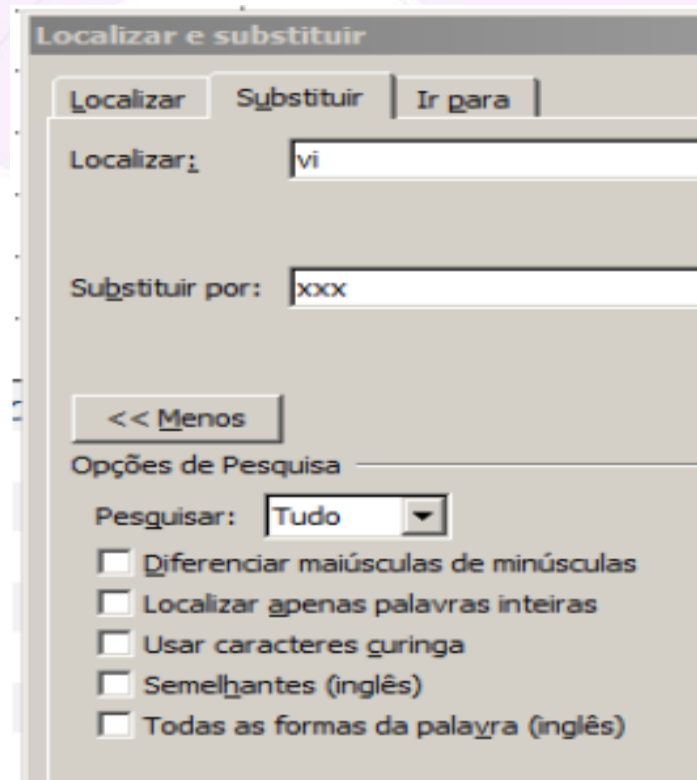 Localizar e substituir
Localizar Substituir Ir para
Localizar: vi
Substituir por: xxx
<< Menos
Opções de Pesquisa
Pesquisar: Tudo
Diferenciar maiúsculas de minúsculas
Localizar apenas palavras inteiras
Usar caracteres curinga
Semelhantes (inglês)
Todas as formas da palavra (inglês)